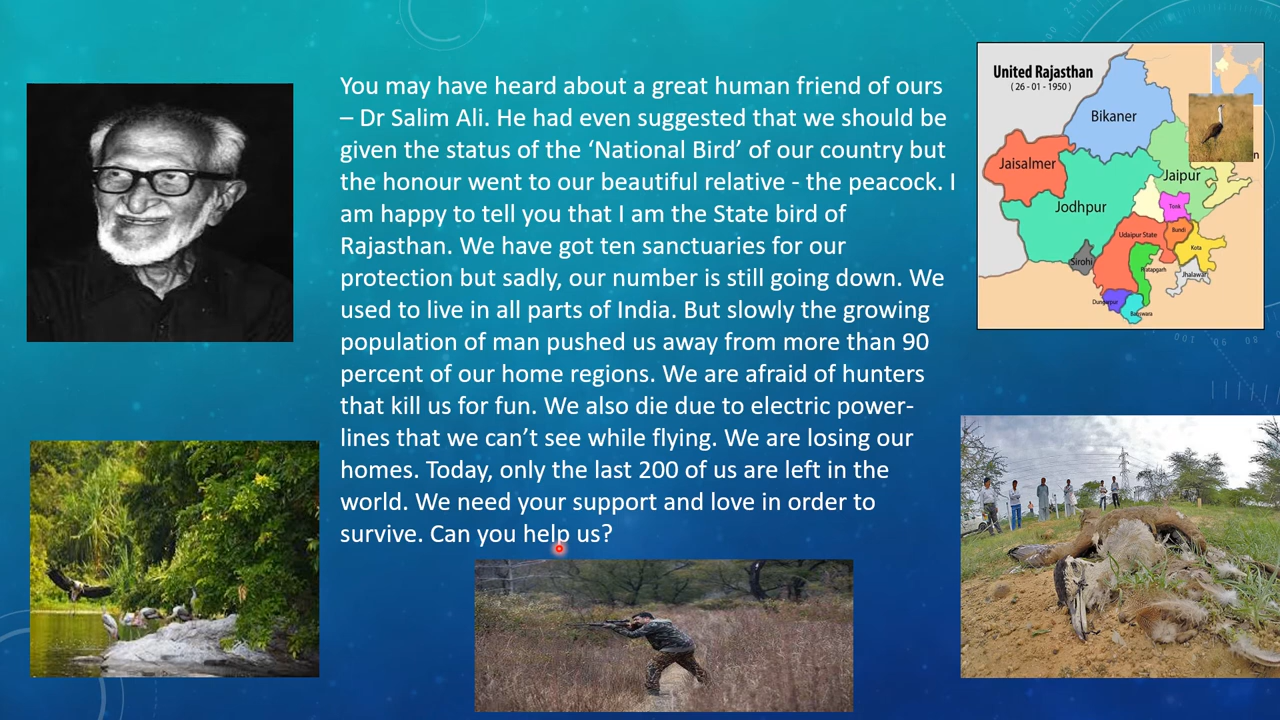 You may have heard about a great human friend of ours
– Dr Salim Ali. He had even suggested that we should be
given the status of the ‘National Bird’ of our country but
the honour went to our beautiful relative - the peacock. I
am happy to tell you that I am the State bird of
Rajasthan. We have got ten sanctuaries for our
protection but sadly, our number is still going down. We
used to live in all parts of India. But slowly the growing
population of man pushed us away from more than 90
percent of our home regions. We are afraid of hunters
that kill us for fun. We also die due to electric power-
lines that we can’t see while flying. We are losing our
homes. Today, only the last 200 of us are left in the
world. We need your support and love in order to
survive. Can you help us?
United Rajasthan
( 26 - 01 - 1950 )
Bikaner
Jaisalmer
Jaipur
Jodhpur
Tonk
Udaipur State
Bundi
Kota
Sirohi
Pratapgarh
Jhalawar
Dungarpur
Banswara